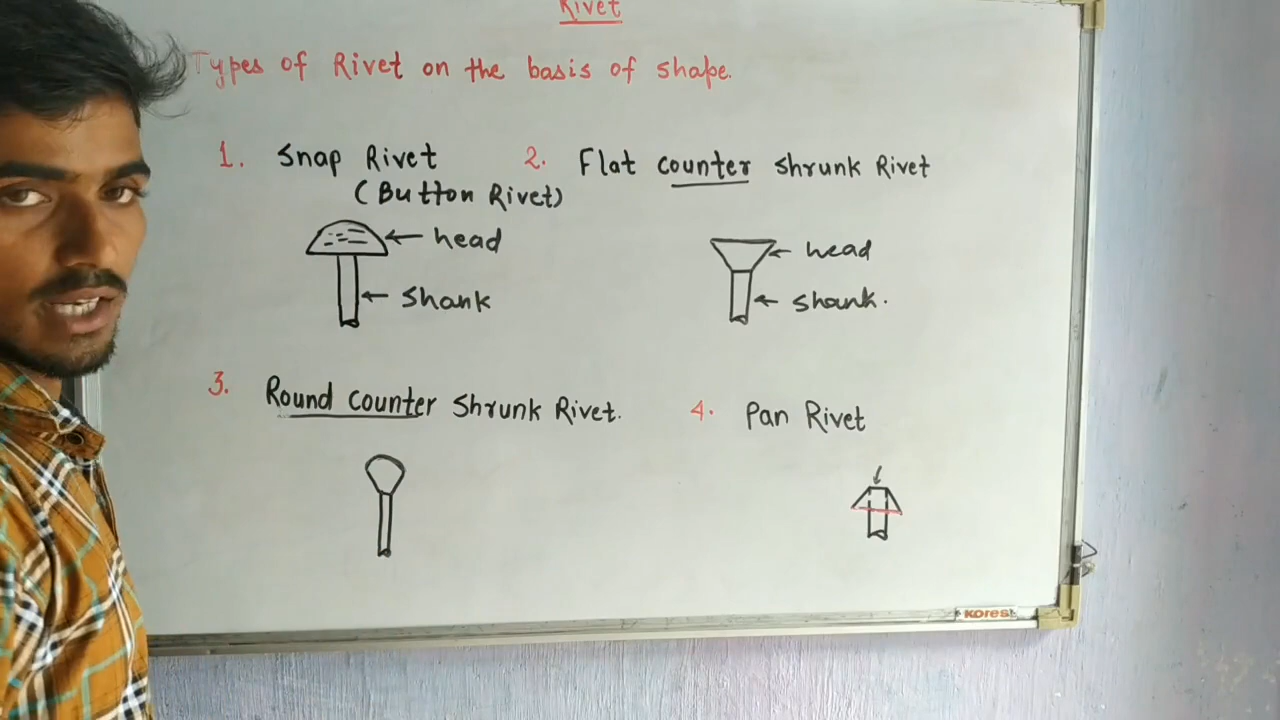 Rivet
Types of Rivet on the basis of shape.
1. Snap Rivet
(Button Rivet)
head
shank
2. Flat counter shrunk Rivet
head
shank.
3. Round counter shrunk Rivet.
4. Pan Rivet
Kores